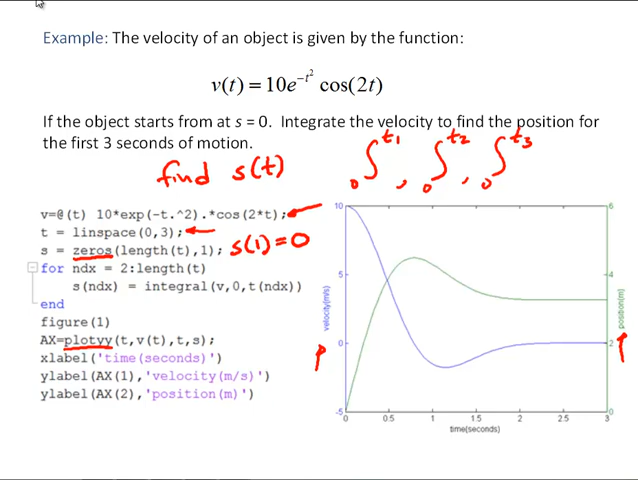 Example: The velocity of an object is given by the function:
v(t) = 10e^{-t^2} cos(2t)
If the object starts from at s = 0. Integrate the velocity to find the position for
the first 3 seconds of motion.
find s(t)
∫ 0 t1 , ∫ 0 t2 , ∫ 0 t3
v=@(t) 10*exp(-t.^2).*cos(2*t);
t = linspace(0,3);
s = zeros(length(t),1);
s(1)=0
for ndx = 2:length(t)
s(ndx) = integral(v,0,t(ndx))
end
figure(1)
AX=plotyy(t,v(t),t,s);
xlabel('time(seconds)')
ylabel(AX(1),'velocity(m/s)')
ylabel(AX(2),'position(m)')
10
5
0
-5
velocity(m/s)
0
0.5
1
1.5
2
2.5
3
time(seconds)
6
4
2
0
position(m)